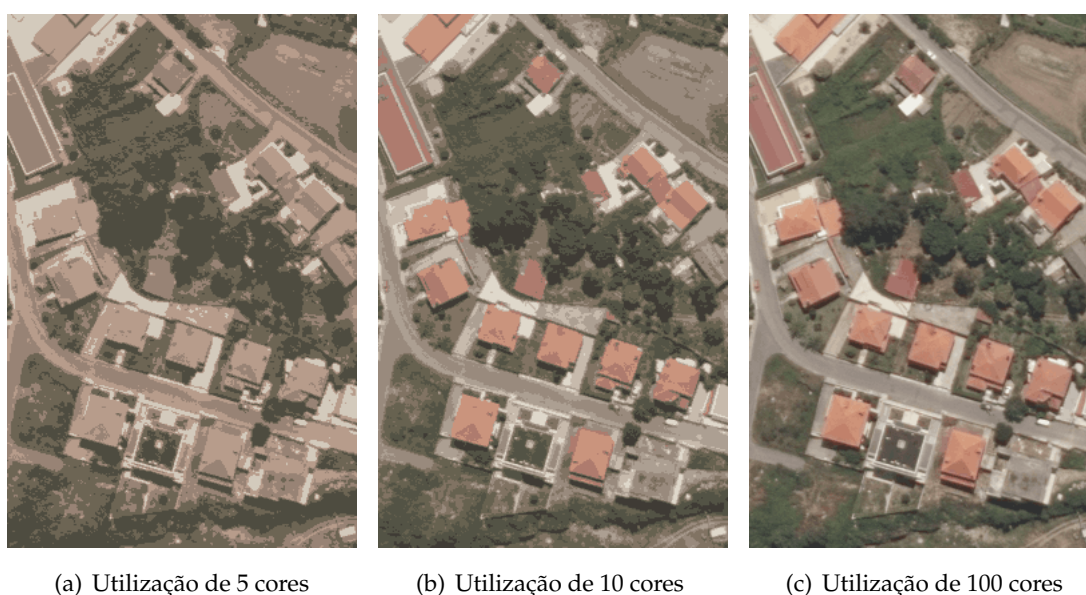 (a) Utilização de 5 cores
(b) Utilização de 10 cores
(c) Utilização de 100 cores